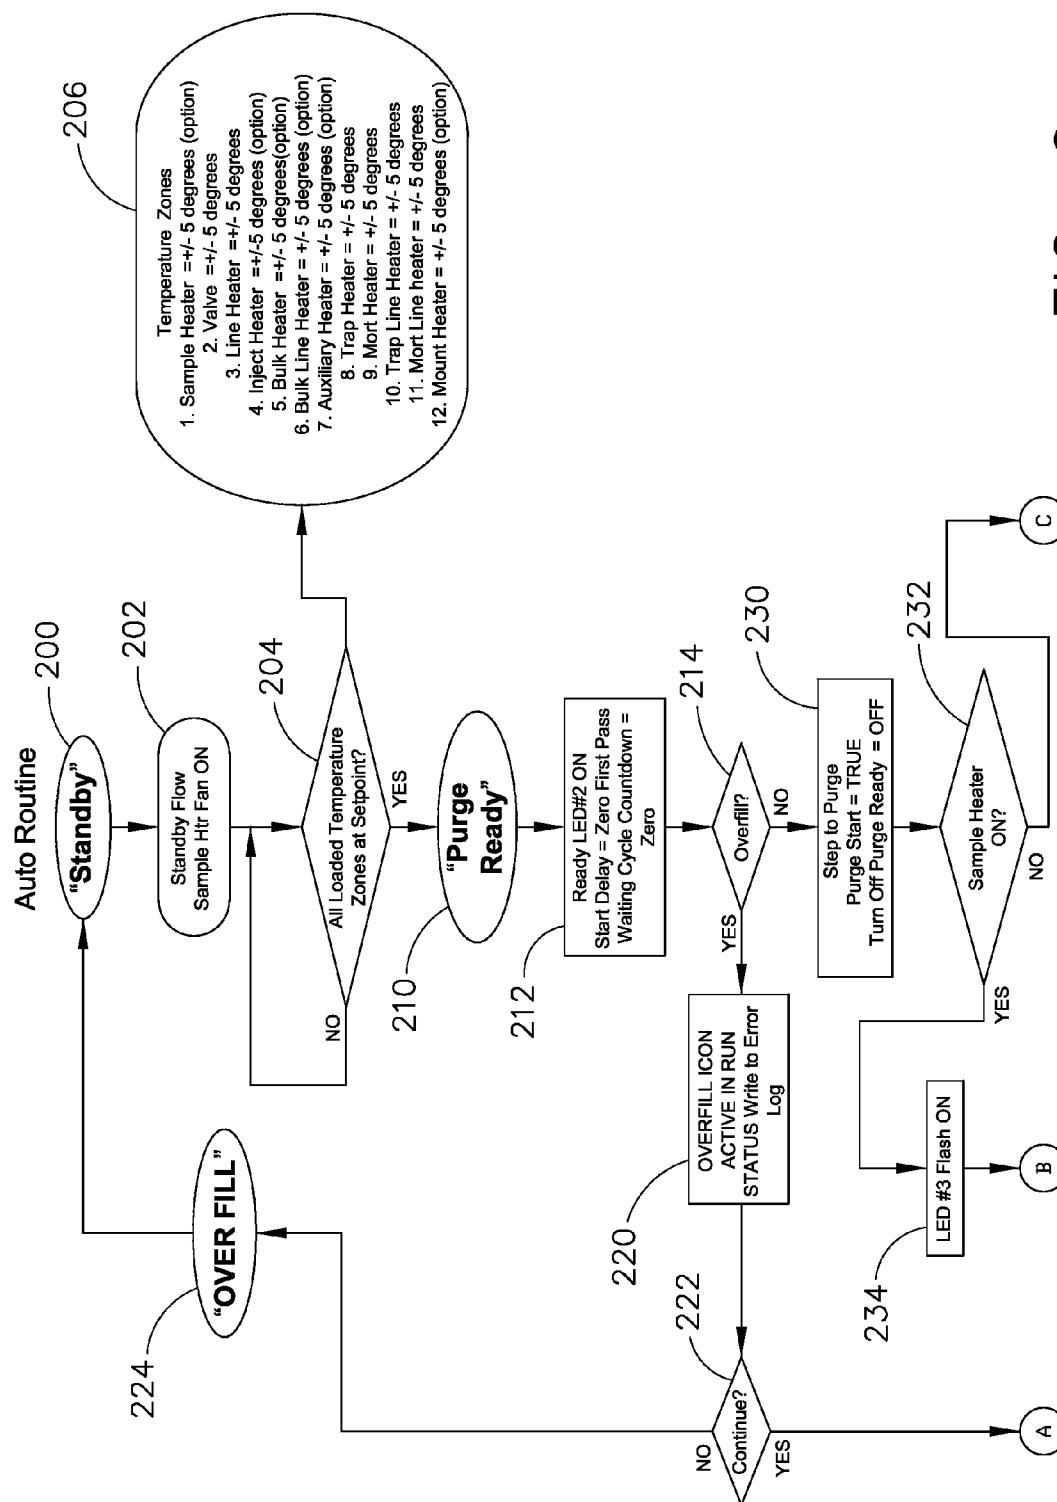 Auto Routine
200
"Standby"
202
Standby Flow
Sample Htr Fan ON
204
All Loaded Temperature
Zones at Setpoint?
NO
YES
206
Temperature Zones
1. Sample Heater =+/- 5 degrees (option)
2. Valve =+/- 5 degrees
3. Line Heater =+/- 5 degrees
4. Inject Heater =+/-5 degrees (option)
5. Bulk Heater =+/- 5 degrees(option)
6. Bulk Line Heater = +/- 5 degrees (option)
7. Auxiliary Heater = +/- 5 degrees (option)
8. Trap Heater = +/- 5 degrees
9. Mort Heater = +/- 5 degrees
10. Trap Line Heater = +/- 5 degrees
11. Mort Line heater = +/- 5 degrees
12. Mount Heater = +/- 5 degrees (option)
210
"Purge
Ready"
212
Ready LED#2 ON
Start Delay = Zero First Pass
Waiting Cycle Countdown =
Zero
214
Overfill?
YES
NO
220
OVERFILL ICON
ACTIVE IN RUN
STATUS Write to Error
Log
222
Continue?
NO
YES
224
"OVER FILL"
230
Step to Purge
Purge Start = TRUE
Turn Off Purge Ready = OFF
232
Sample Heater
ON?
YES
NO
234
LED #3 Flash ON
A
B
C